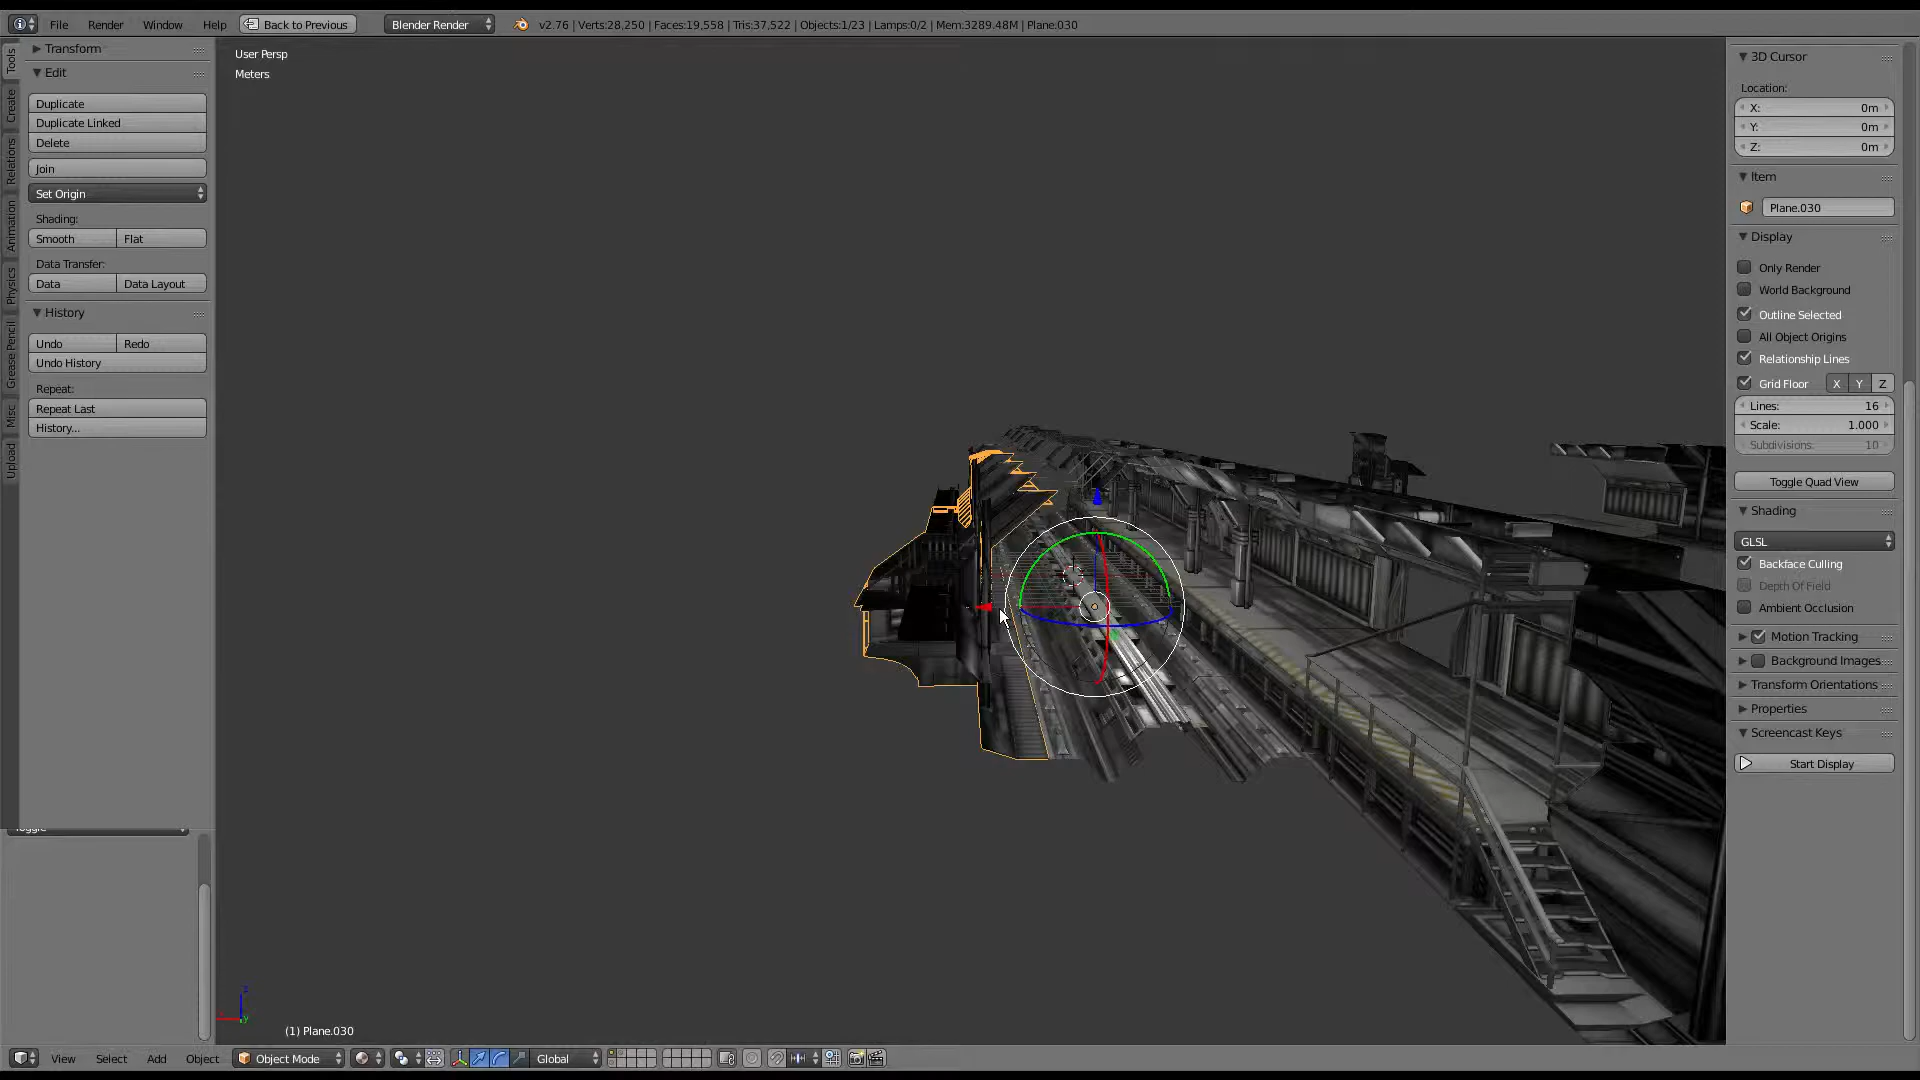 File Render Window Help Back to Previous Blender Render v2.76 | Verts:28,250 | Faces:19,558 | Tris:37,522 | Objects:1/23 | Lamps:0/2 | Mem:3289.48M | Plane.030
Tools
Create
Relations
Animation
Physics
Grease Pencil
Misc
Upload
Transform
Edit
Duplicate
Duplicate Linked
Delete
Join
Set Origin
Shading:
Smooth Flat
Data Transfer:
Data Data Layout
History
Undo Redo
Undo History
Repeat:
Repeat Last
History...
Toggle
User Persp
Meters
(1) Plane.030
3D Cursor
Location:
X: 0m
Y: 0m
Z: 0m
Item
Plane.030
Display
Only Render
World Background
Outline Selected
All Object Origins
Relationship Lines
Grid Floor X Y Z
Lines: 16
Scale: 1.000
Subdivisions: 10
Toggle Quad View
Shading
GLSL
Backface Culling
Depth Of Field
Ambient Occlusion
Motion Tracking
Background Images
Transform Orientations
Properties
Screencast Keys
Start Display
View Select Add Object Object Mode Global